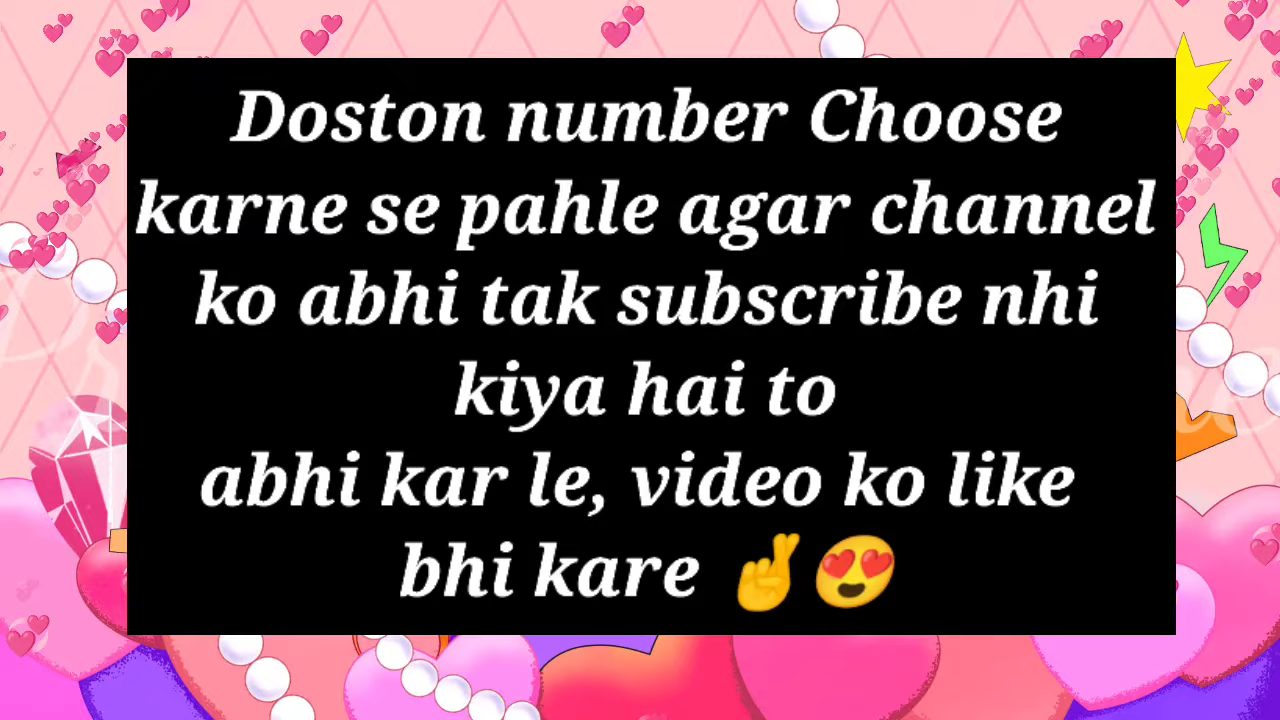 Doston number Choose
karne se pahle agar channel
ko abhi tak subscribe nhi
kiya hai to
abhi kar le, video ko like
bhi kare 🤞😍